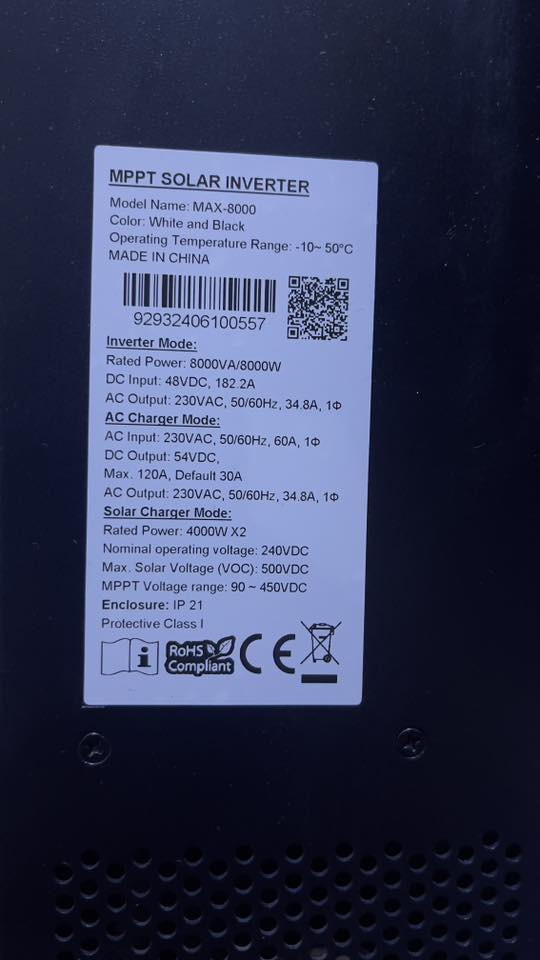 MPPT SOLAR INVERTER
Model Name: MAX-8000
Color: White and Black
Operating Temperature Range: -10~ 50°C
MADE IN CHINA
92932406100557
Inverter Mode:
Rated Power: 8000VA/8000W
DC Input: 48VDC, 182.2A
AC Output: 230VAC, 50/60Hz, 34.8A, 1Φ
AC Charger Mode:
AC Input: 230VAC, 50/60Hz, 60A, 1Φ
DC Output: 54VDC,
Max. 120A, Default 30A
AC Output: 230VAC, 50/60Hz, 34.8A, 1Φ
Solar Charger Mode:
Rated Power: 4000W X2
Nominal operating voltage: 240VDC
Max. Solar Voltage (VOC): 500VDC
MPPT Voltage range: 90 ~ 450VDC
Enclosure: IP 21
Protective Class I
i RoHS CE
Compliant